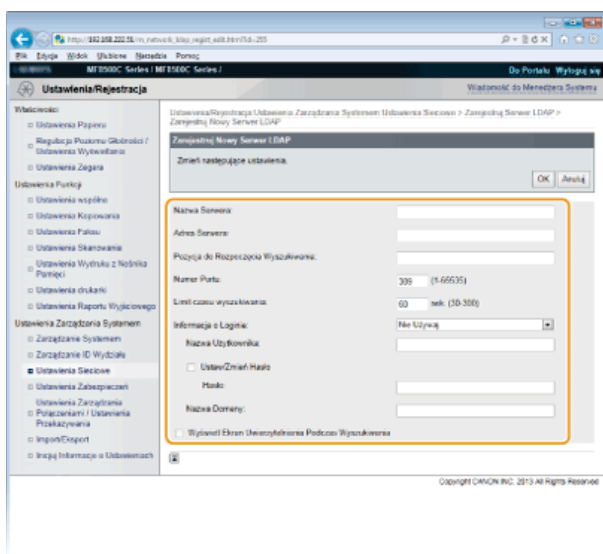 Plik Edycja Widok Ulubione Narzędzia Pomoc
MF8500C Series / MF8500C Series /
Do Portalu Wyloguj się
Ustawienia/Rejestracja
Wiadomość do Menedżera Systemu
Właściwości
Ustawienia Papieru
Regulacja Poziomu Głośności /
Ustawienia Wyświetlania
Ustawienia Zegara
Ustawienia Funkcji
Ustawienia wspólne
Ustawienia Kopiowania
Ustawienia Faksu
Ustawienia Skanowania
Ustawienia Wydruku z Nośnika
Pamięci
Ustawienia drukarki
Ustawienia Raportu Wyjściowego
Ustawienia Zarządzania Systemem
Zarządzanie Systemem
Zarządzanie ID Wydziału
Ustawienia Sieciowe
Ustawienia Zabezpieczeń
Ustawienia Zarządzania
Połączeniami / Ustawienia
Przekazywania
Import/Eksport
Inicjuj Informacje o Ustawieniach
Ustawienia/Rejestracja: Ustawienia Zarządzania Systemem: Ustawienia Sieciowe > Zarejestruj Serwer LDAP >
Zarejestruj Nowy Serwer LDAP
Zarejestruj Nowy Serwer LDAP
Zmień następujące ustawienia.
OK Anuluj
Nazwa Serwera:
Adres Serwera:
Pozycja do Rozpoczęcia Wyszukiwania:
Numer Portu: 389 (1-65535)
Limit czasu wyszukiwania: 60 sek. (30-300)
Informacja o Loginie: Nie Używaj
Nazwa Użytkownika:
Ustaw/Zmień Hasło
Hasło:
Nazwa Domeny:
Wyświetl Ekran Uwierzytelniania Podczas Wyszukiwania
Copyright CANON INC. 2013 All Rights Reserved